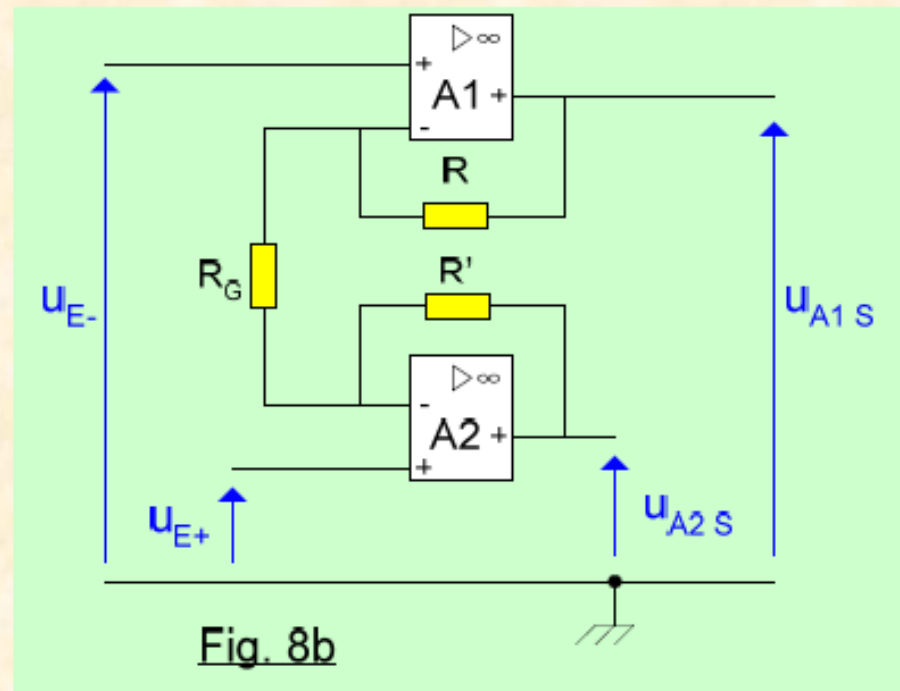 ▷∞
+
A1 +
-
R
R_G
R'
u_E-
u_A1 S
▷∞
-
A2 +
+
u_E+
u_A2 S
Fig. 8b